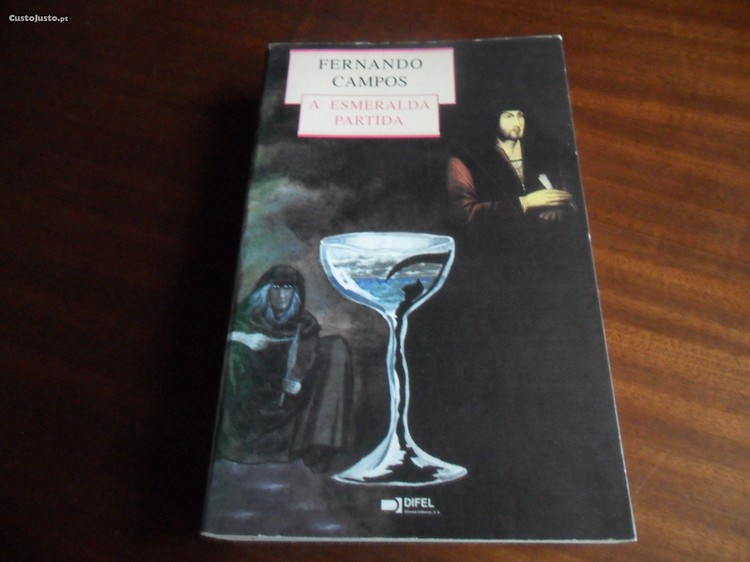 CustoJusto.pt
FERNANDO
CAMPOS
A ESMERALDA
PARTIDA
DIFEL